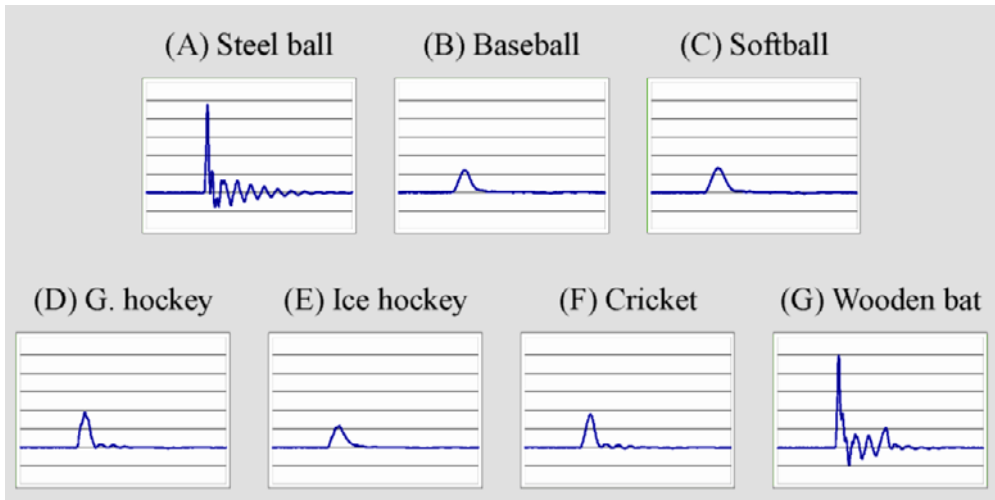 (A) Steel ball
(B) Baseball
(C) Softball
(D) G. hockey
(E) Ice hockey
(F) Cricket
(G) Wooden bat